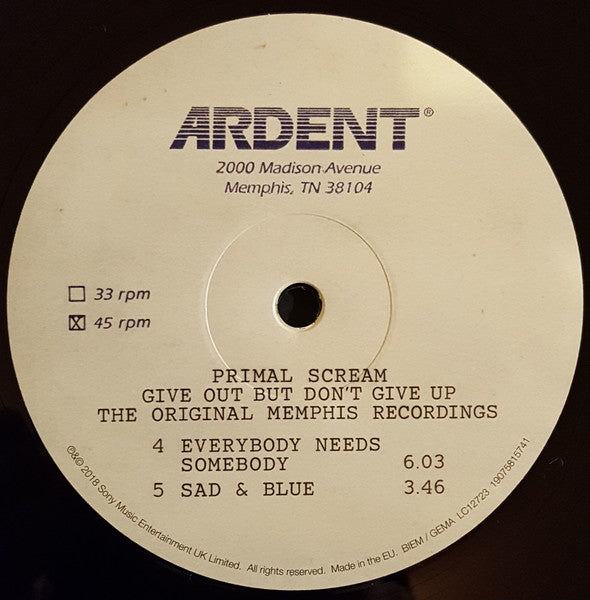 ARDENT®
2000 Madison Avenue
Memphis, TN 38104
33 rpm
☒ 45 rpm
PRIMAL SCREAM
GIVE OUT BUT DON'T GIVE UP
THE ORIGINAL MEMPHIS RECORDINGS
4 EVERYBODY NEEDS
SOMEBODY 6.03
5 SAD & BLUE 3.46
℗&© 2018 Sony Music Entertainment UK Limited. All rights reserved. Made in the EU. BIEM / GEMA LC12723 19075815741